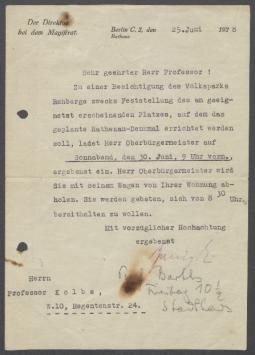 Der Direktor
bei dem Magistrat.
Berlin C. 2, den 25. Juni 1928
Rathaus
Sehr geehrter Herr Professor !
Zu einer Besichtigung des Volksparks
Rehberge zwecks Feststellung des am geeig-
netst erscheinenden Platzes, auf dem das
geplante Rathenau-Denkmal errichtet werden
soll, ladet Herr Oberbürgermeister auf
Sonnabend, den 30. Juni, 9 Uhr vorm.,
ergebenst ein. Herr Oberbürgermeister wird
Sie mit seinem Wagen von Ihrer Wohnung ab-
holen. Sie werden gebeten, sich von 8 30 Uhr
bereithalten zu wollen.
Mit vorzüglicher Hochachtung
ergebenst
Freitag 10 ½
Stadthaus
Herrn
Professor K o l b e,
W.10, Regentenstr. 24.